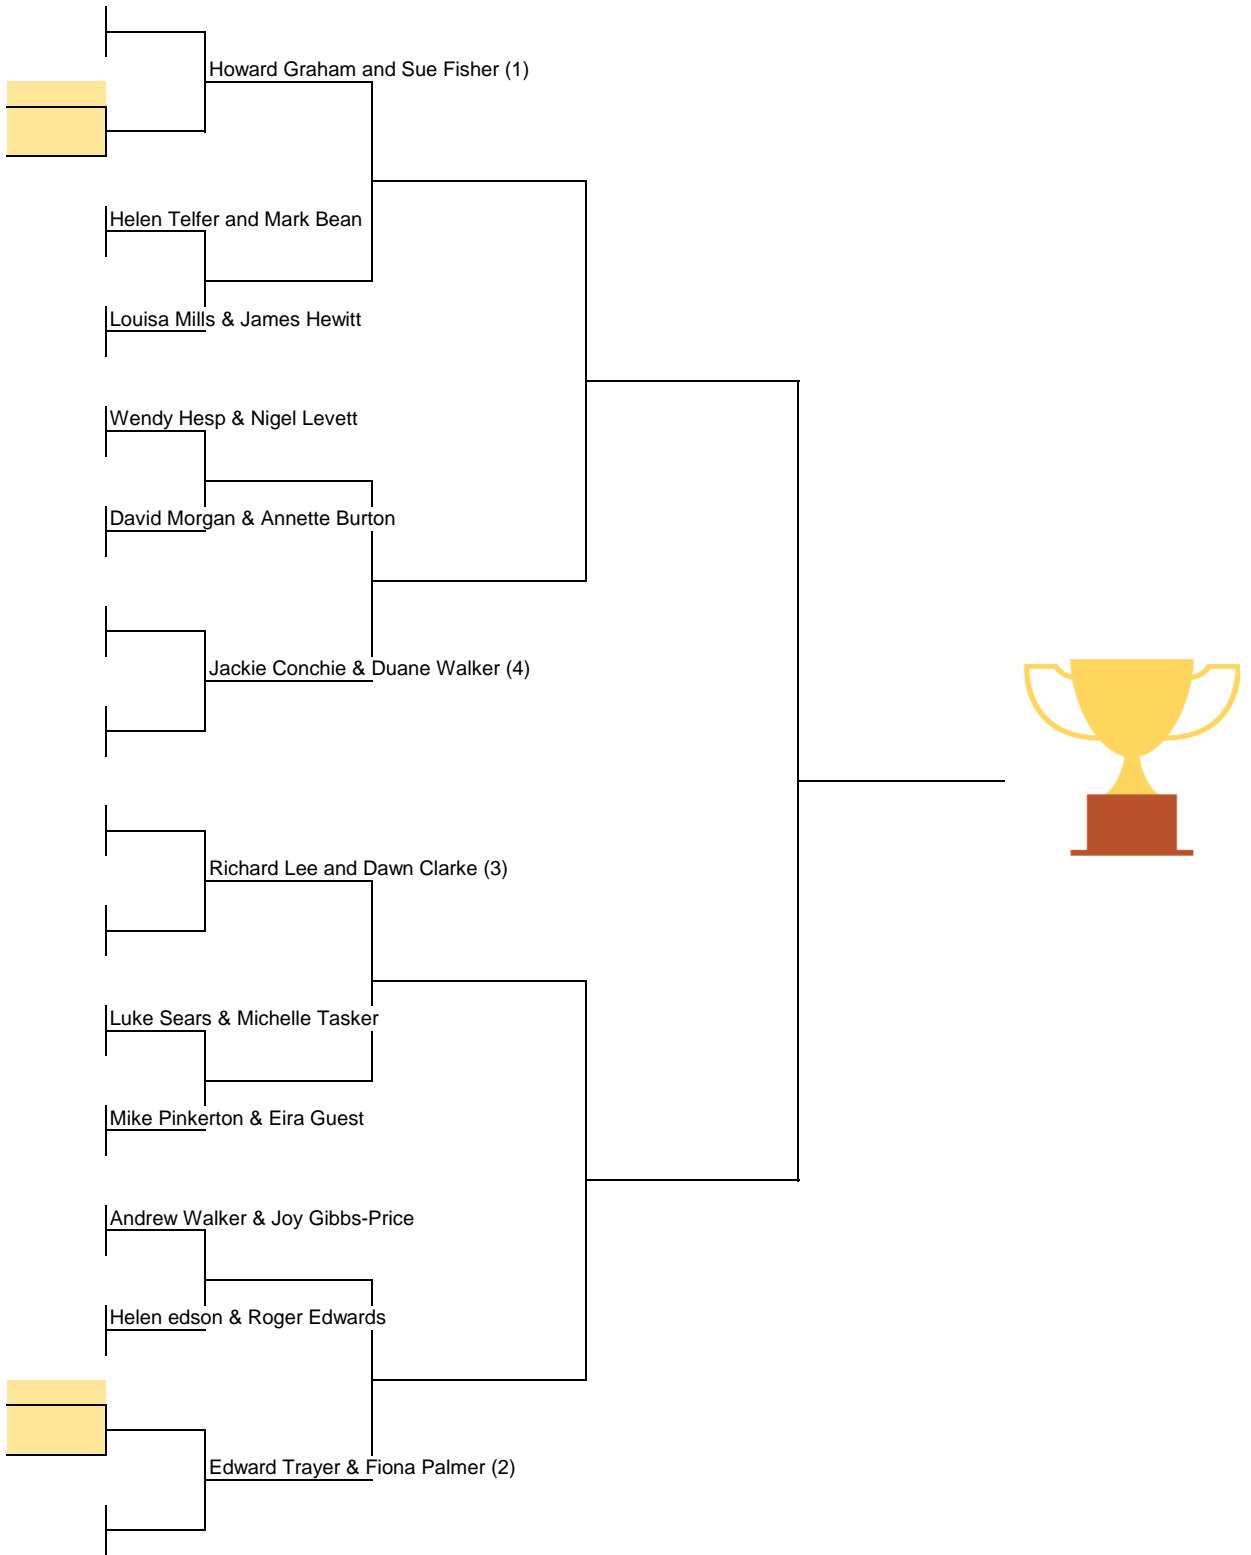 Howard Graham and Sue Fisher (1)
Helen Telfer and Mark Bean
Louisa Mills & James Hewitt
Wendy Hesp & Nigel Levett
David Morgan & Annette Burton
Jackie Conchie & Duane Walker (4)
Richard Lee and Dawn Clarke (3)
Luke Sears & Michelle Tasker
Mike Pinkerton & Eira Guest
Andrew Walker & Joy Gibbs-Price
Helen edson & Roger Edwards
Edward Trayer & Fiona Palmer (2)